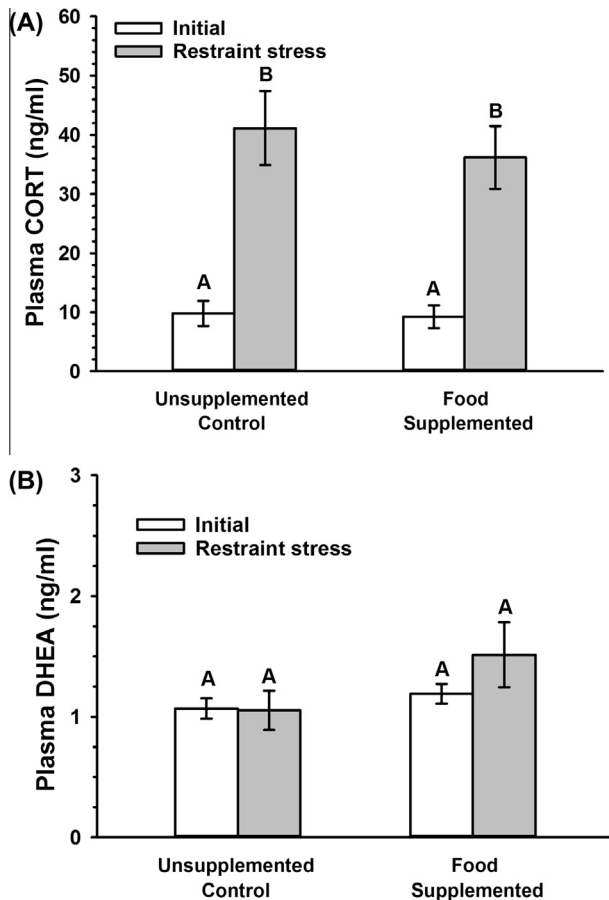 (A)
60
50
40
30
20
10
0
Plasma CORT (ng/ml)
Initial
Restraint stress
A
B
A
B
Unsupplemented
Control
Food
Supplemented
(B)
3
2
1
0
Plasma DHEA (ng/ml)
Initial
Restraint stress
A
A
A
A
Unsupplemented
Control
Food
Supplemented